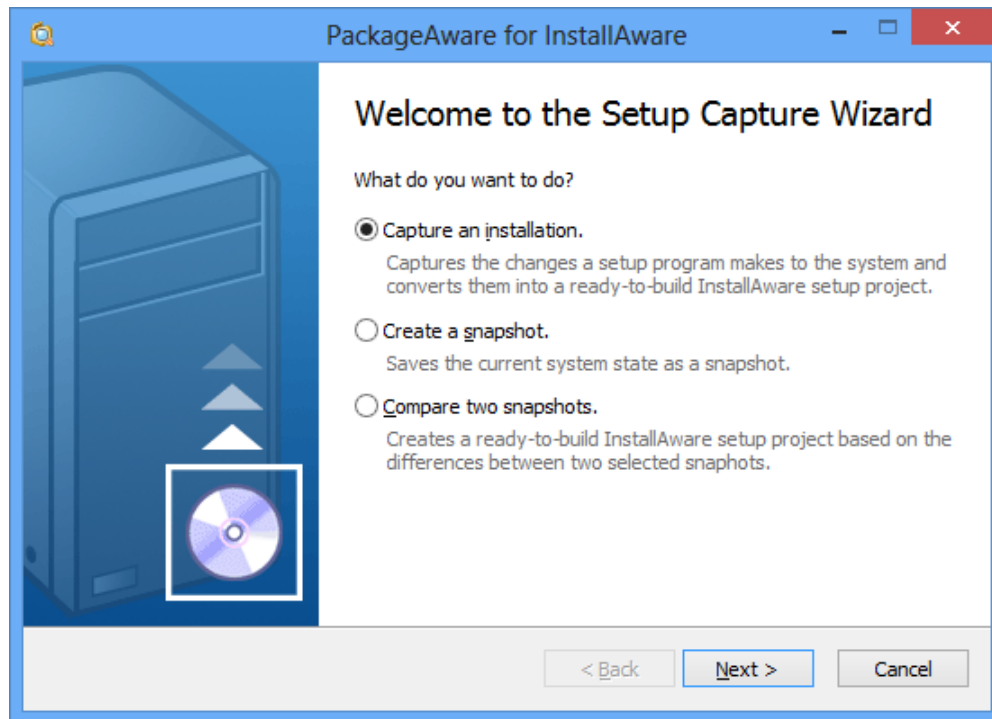 PackageAware for InstallAware
Welcome to the Setup Capture Wizard
What do you want to do?
Capture an installation.
Captures the changes a setup program makes to the system and
converts them into a ready-to-build InstallAware setup project.
Create a snapshot.
Saves the current system state as a snapshot.
Compare two snapshots.
Creates a ready-to-build InstallAware setup project based on the
differences between two selected snaphots.
< Back
Next >
Cancel